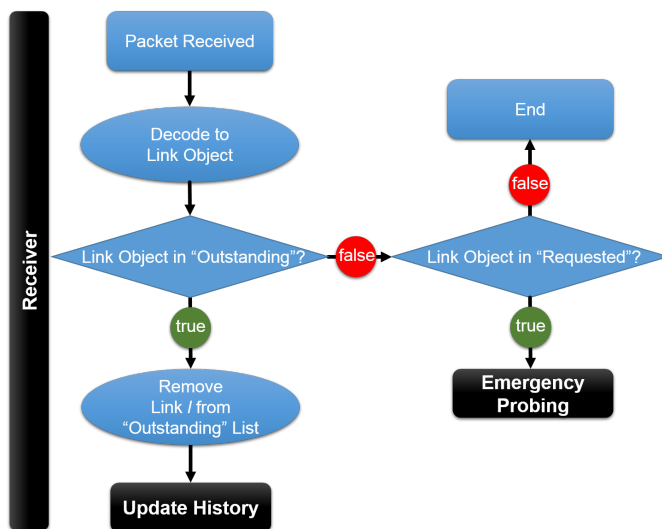 Receiver
Packet Received
Decode to
Link Object
Link Object in “Outstanding”?
true
Remove
Link l from
“Outstanding” List
Update History
false
Link Object in “Requested”?
false
End
true
Emergency
Probing